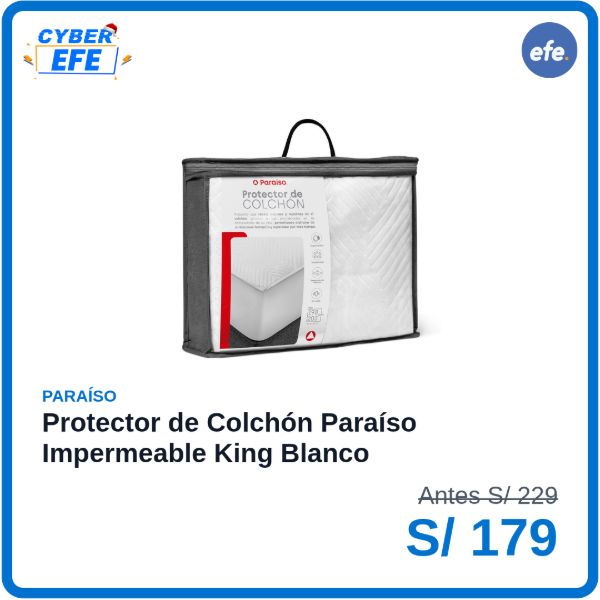 CYBER
EFE
efe.
Paraíso
Protector de
COLCHÓN
PARAÍSO
Protector de Colchón Paraíso
Impermeable King Blanco
Antes S/ 229
S/ 179